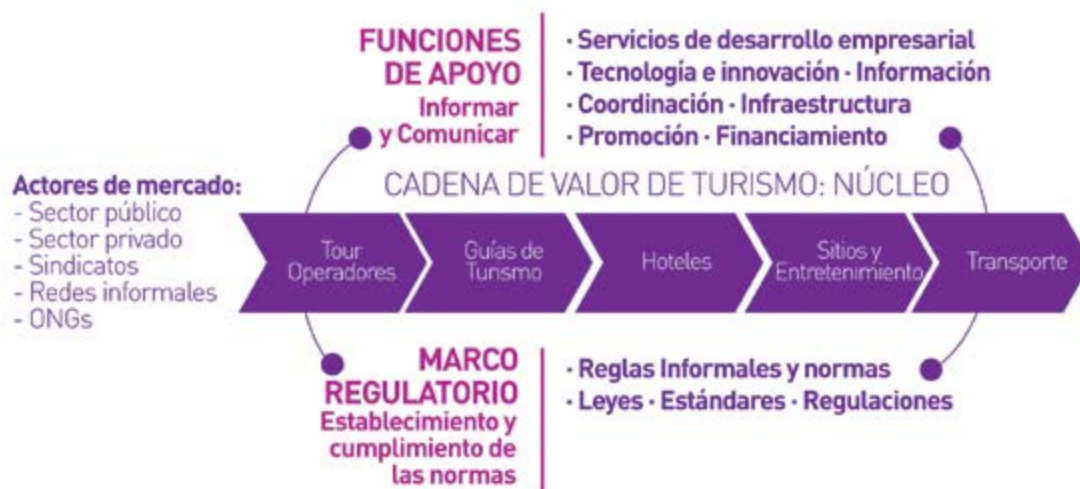 FUNCIONES
DE APOYO
Informar
y Comunicar
· Servicios de desarrollo empresarial
· Tecnología e innovación · Información
· Coordinación · Infraestructura
· Promoción · Financiamiento
Actores de mercado:
- Sector público
- Sector privado
- Sindicatos
- Redes informales
- ONGs
CADENA DE VALOR DE TURISMO: NÚCLEO
Tour
Operadores
Guías de
Turismo
Hoteles
Sitios y
Entretenimiento
Transporte
MARCO
REGULATORIO
Establecimiento y
cumplimiento de
las normas
· Reglas Informales y normas
· Leyes · Estándares · Regulaciones